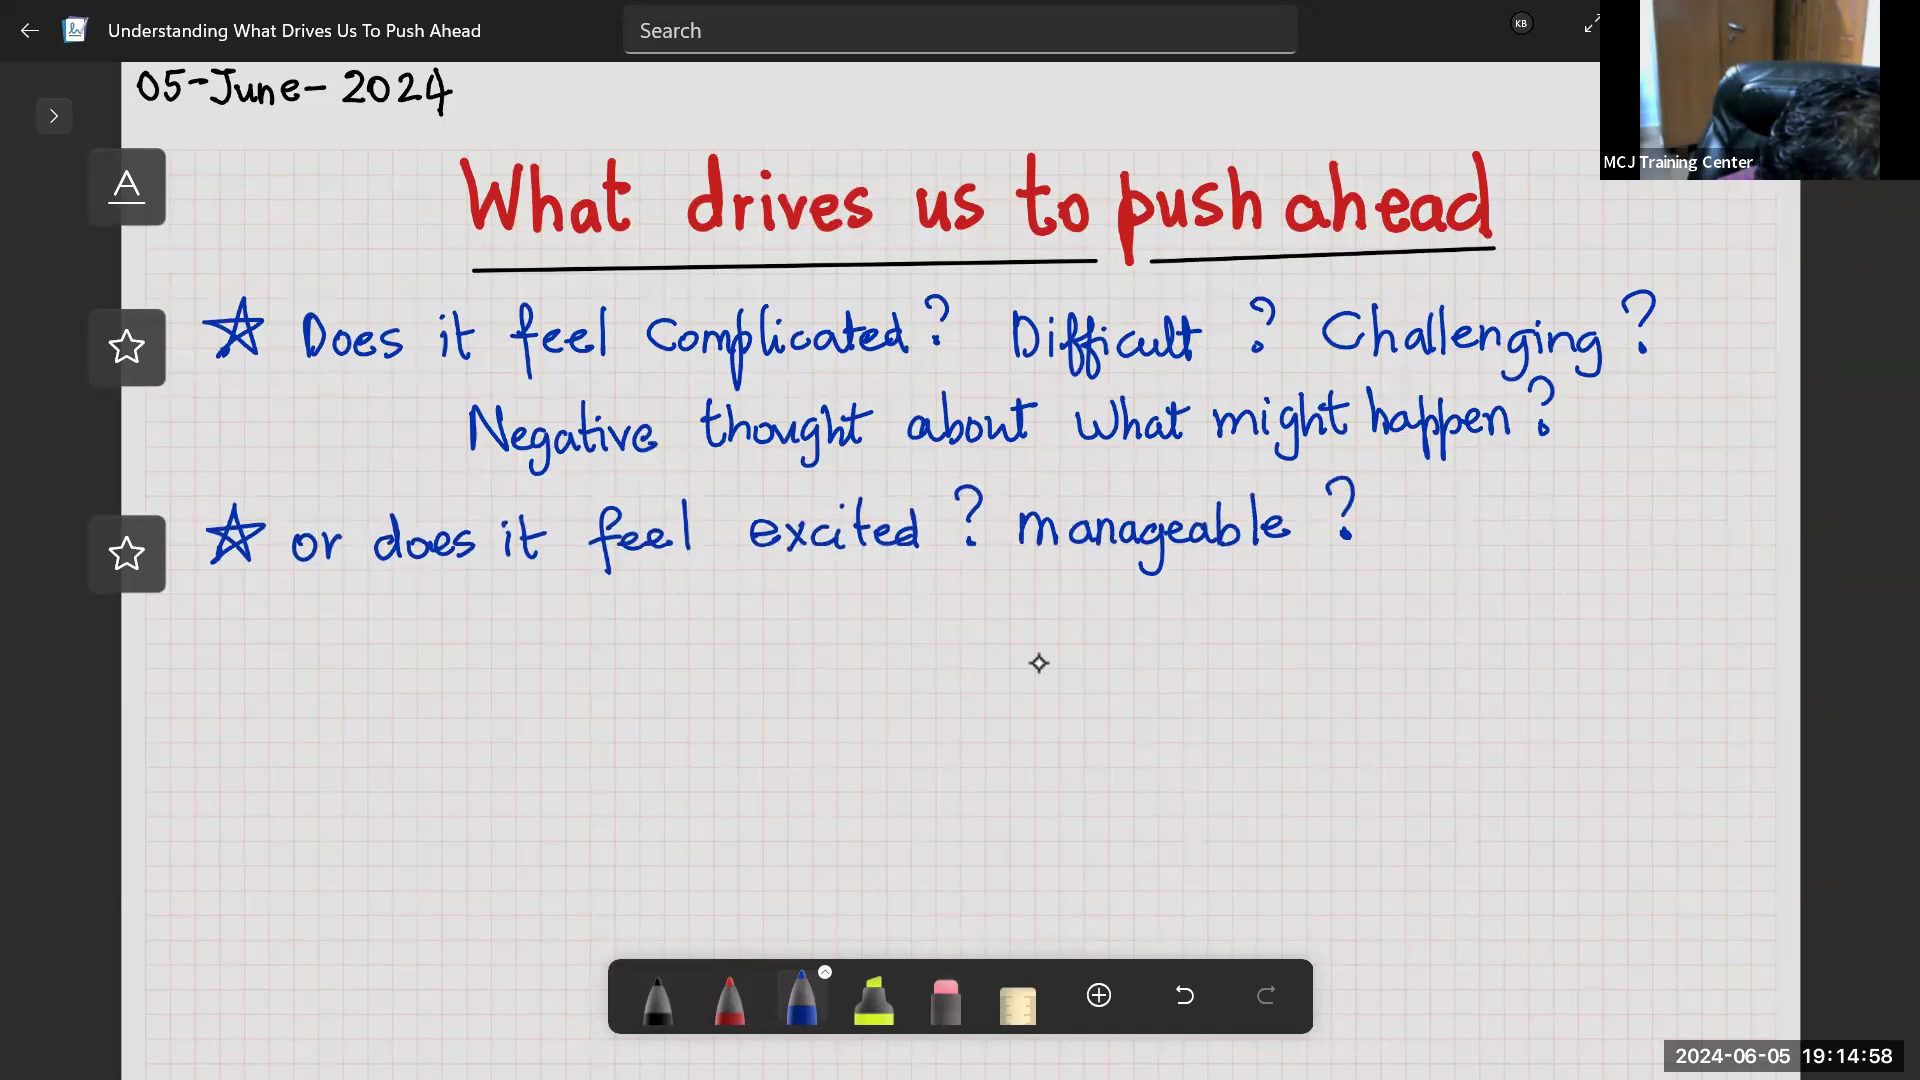 Understanding What Drives Us To Push Ahead
Search
KB
05-June-2024
MCJ Training Center
A
What drives us to push ahead
Does it feel Complicated? Difficult? Challenging?
Negative thought about what might happen?
or does it feel excited? manageable?
2024-06-05 19:14:58